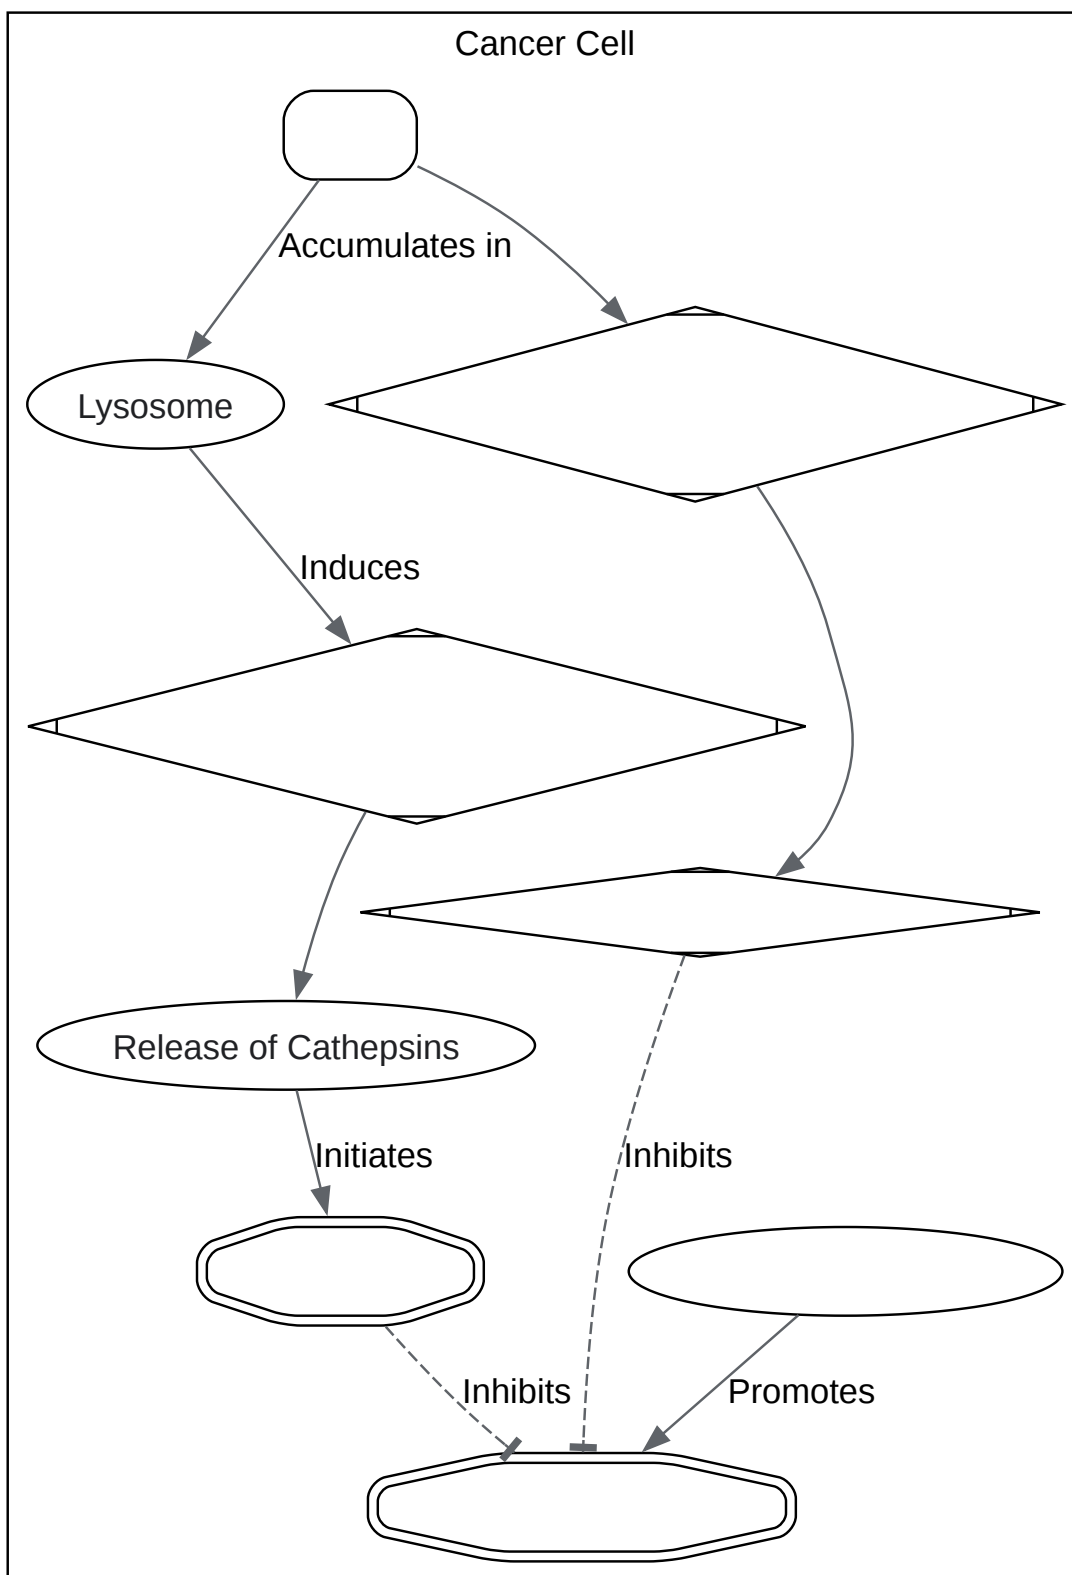 Cancer Cell
Accumulates in
Lysosome
Induces
Release of Cathepsins
Initiates
Inhibits
Inhibits
Promotes